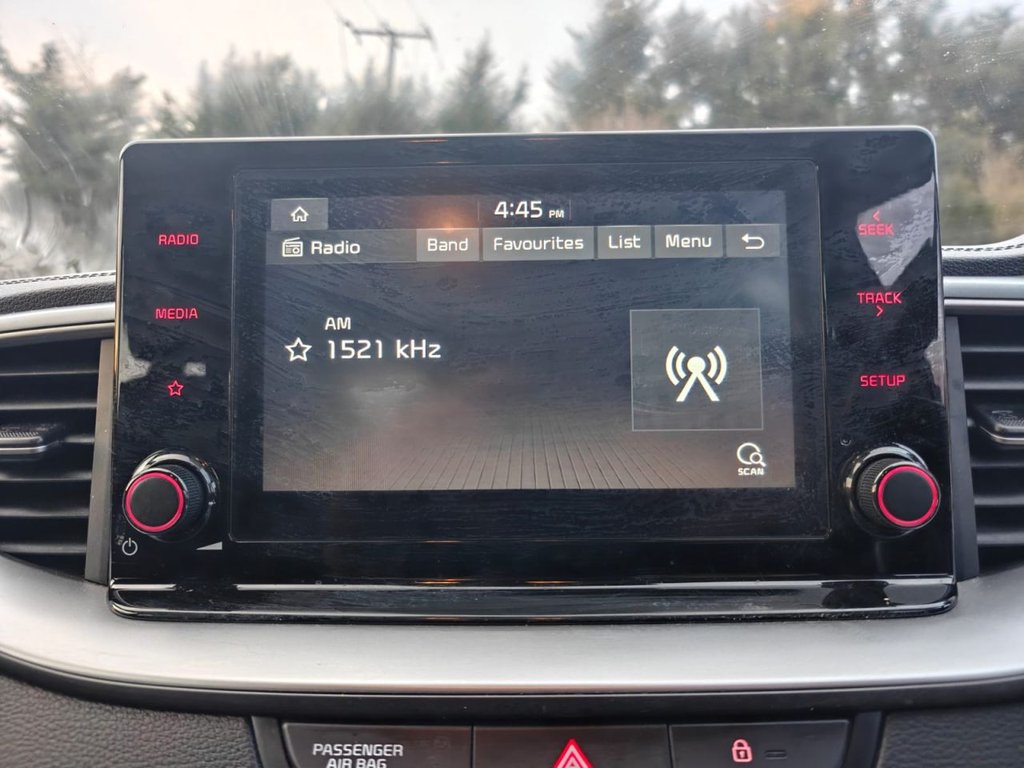 4:45 PM
Radio Band Favourites List Menu
RADIO
MEDIA
AM
1521 kHz
SCAN
< SEEK
TRACK >
SETUP
PASSENGER
AIR BAG